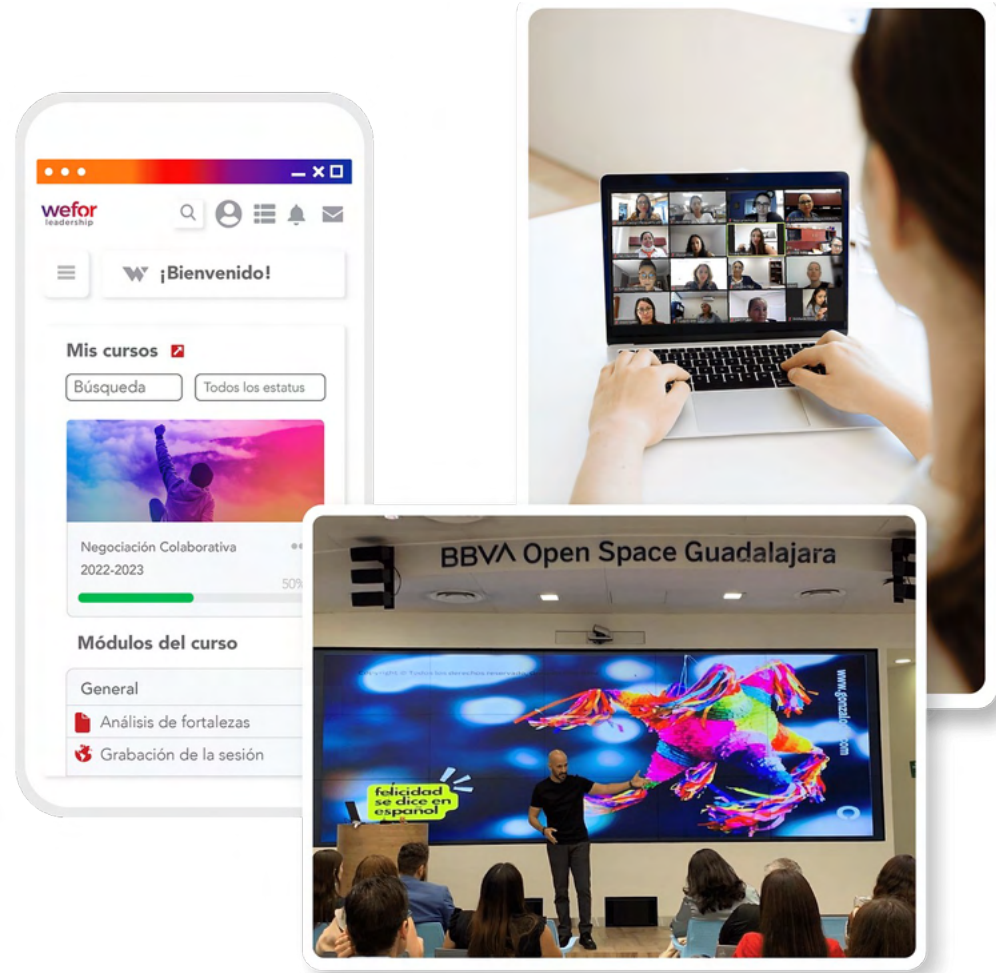 wefor
leadership
¡Bienvenido!
Mis cursos
Búsqueda
Todos los estatus
Negociación Colaborativa
2022-2023
50%
Módulos del curso
General
Análisis de fortalezas
Grabación de la sesión
BBVA Open Space Guadalajara
felicidad
se dice en
español